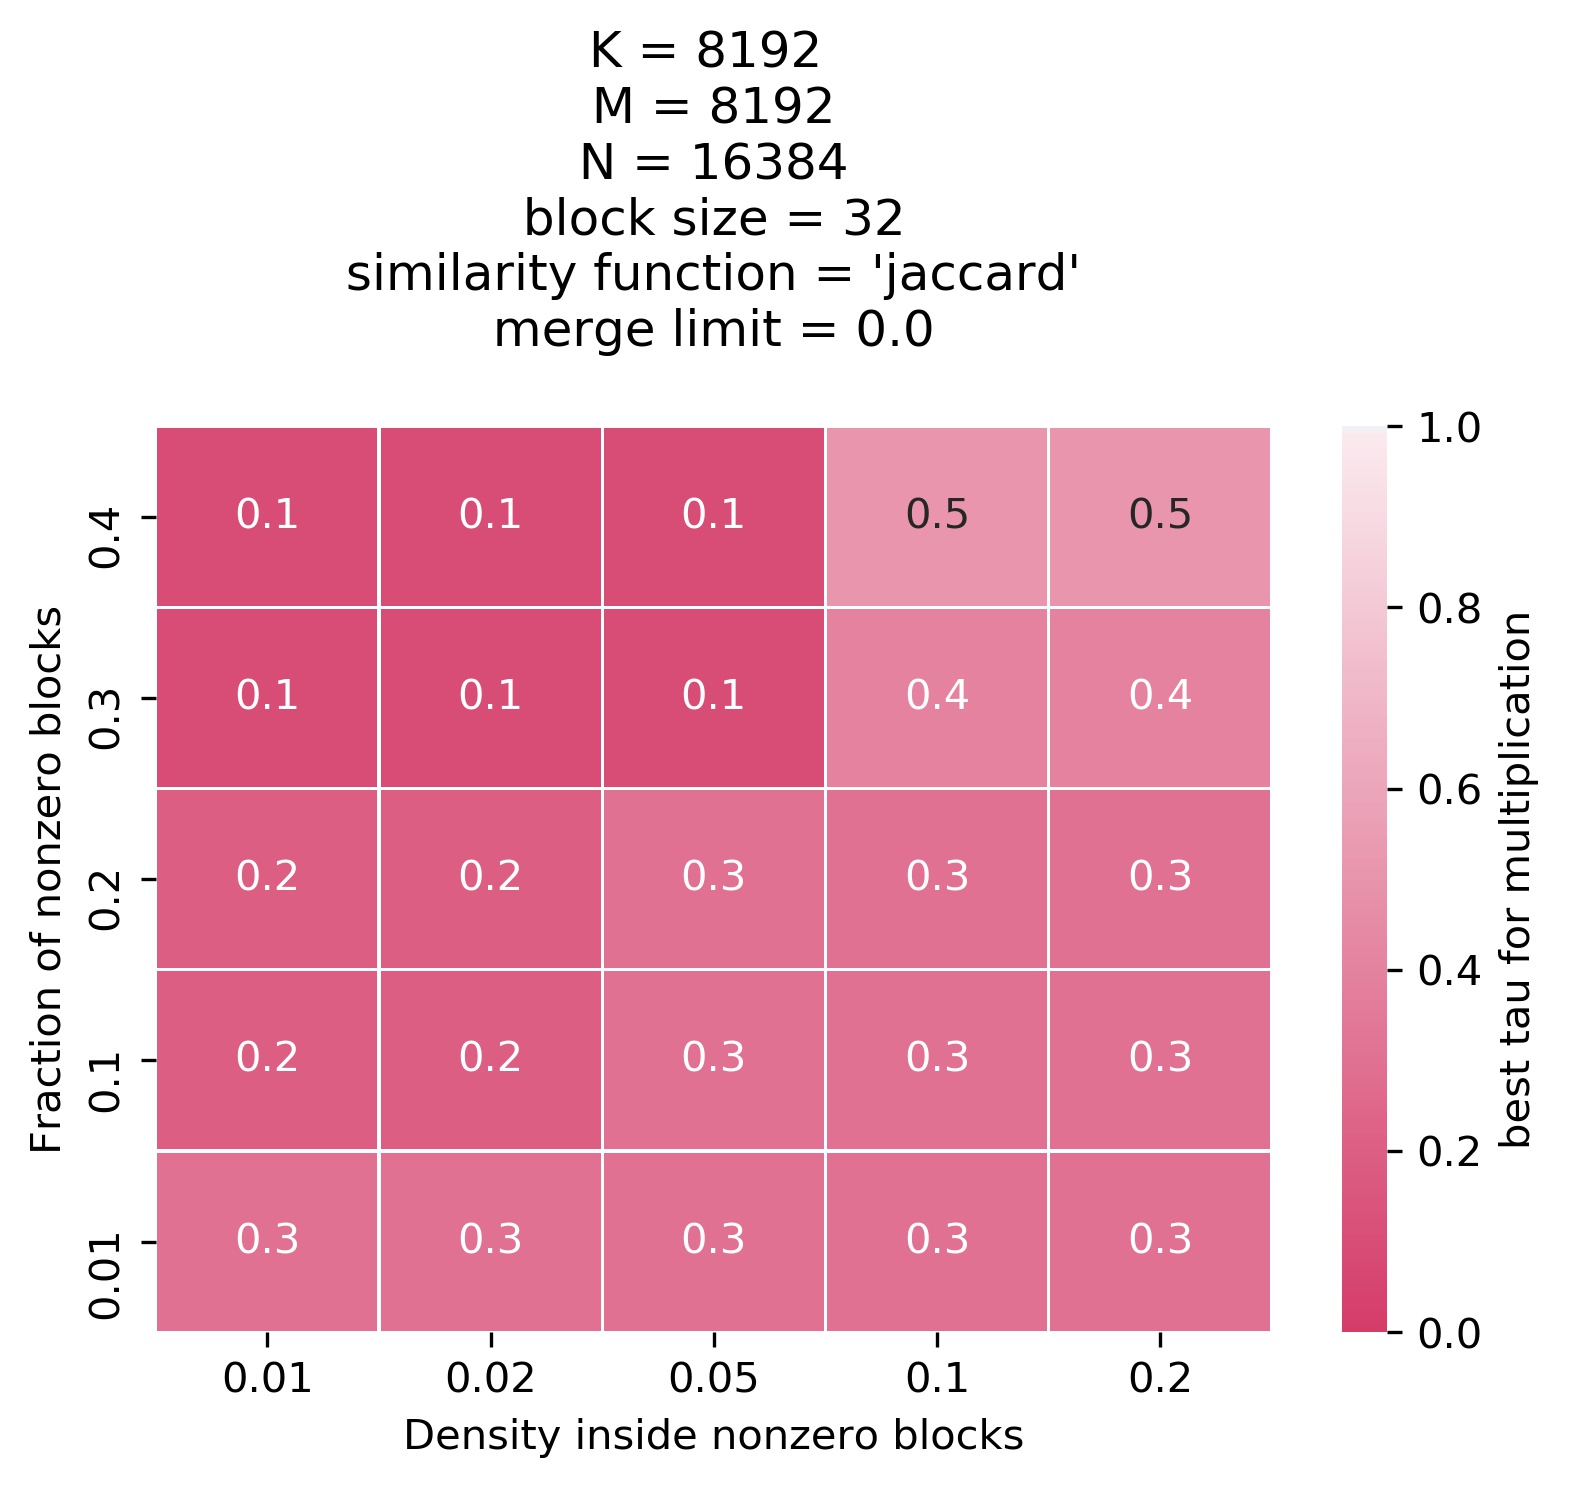 K = 8192
M = 8192
N = 16384
block size = 32
similarity function = 'jaccard'
merge limit = 0.0
Fraction of nonzero blocks
0.4
0.1 0.1 0.1 0.5 0.5
0.3
0.1 0.1 0.1 0.4 0.4
0.2
0.2 0.2 0.3 0.3 0.3
0.1
0.2 0.2 0.3 0.3 0.3
0.01
0.3 0.3 0.3 0.3 0.3
0.01 0.02 0.05 0.1 0.2
Density inside nonzero blocks
1.0
0.8
0.6
0.4
0.2
0.0
best tau for multiplication